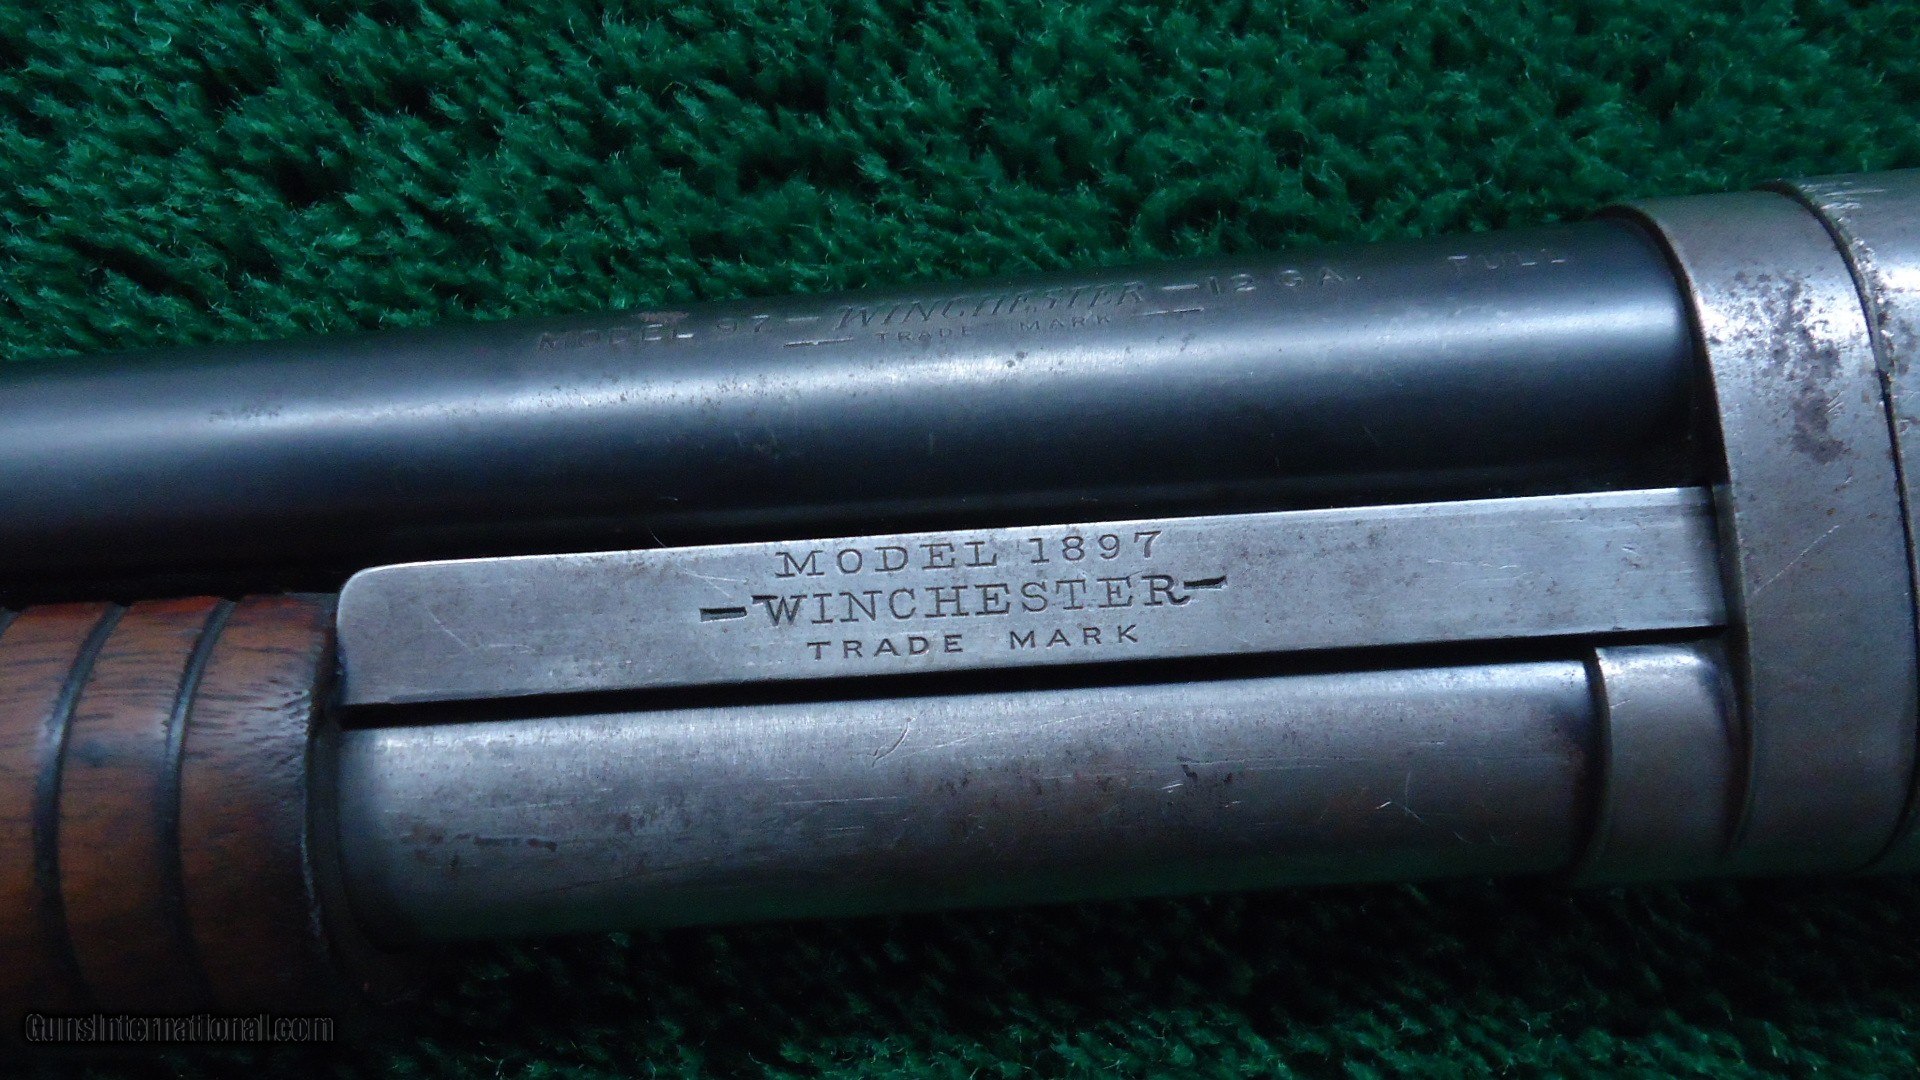 MODEL 97 - WINCHESTER - 12 GA. FULL
TRADE MARK
MODEL 1897
-WINCHESTER-
TRADE MARK
GunsInternational.com